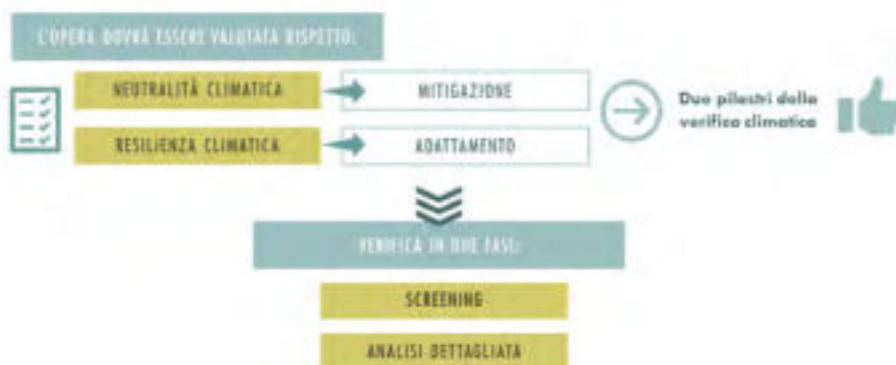 L'OPERA DOVRÀ ESSERE VALUTATA RISPETTO:
NEUTRALITÀ CLIMATICA
MITIGAZIONE
RESILIENZA CLIMATICA
ADATTAMENTO
Due pilastri della
verifica climatica
VERIFICA IN DUE FASI:
SCREENING
ANALISI DETTAGLIATA